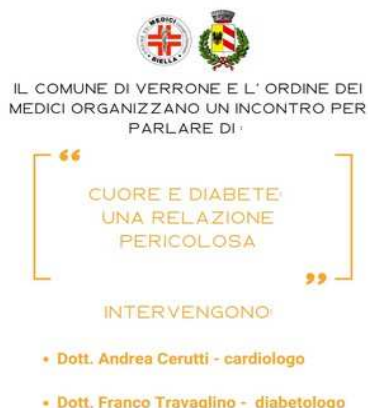 MEDICI
BIELLA
IL COMUNE DI VERRONE E L' ORDINE DEI
MEDICI ORGANIZZANO UN INCONTRO PER
PARLARE DI :
“
CUORE E DIABETE:
UNA RELAZIONE
PERICOLOSA
”
INTERVENGONO:
• Dott. Andrea Cerutti - cardiologo
• Dott. Franco Travaglino - diabetologo